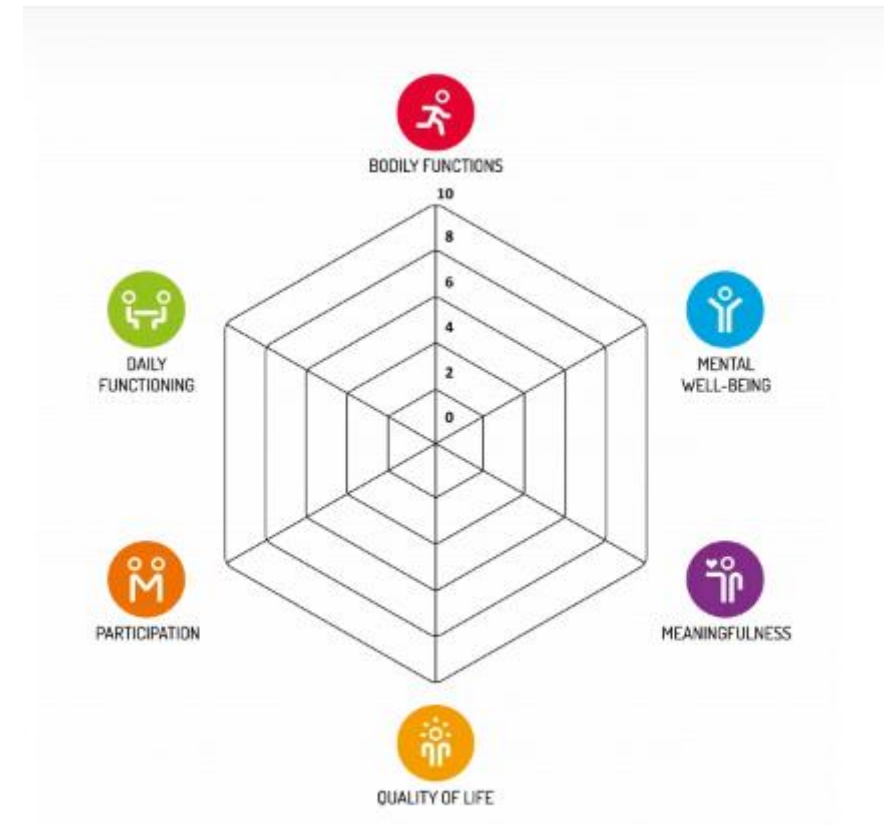 BODILY FUNCTIONS
10
8
6
4
2
0
MENTAL
WELL-BEING
MEANINGFULNESS
QUALITY OF LIFE
PARTICIPATION
DAILY
FUNCTIONING